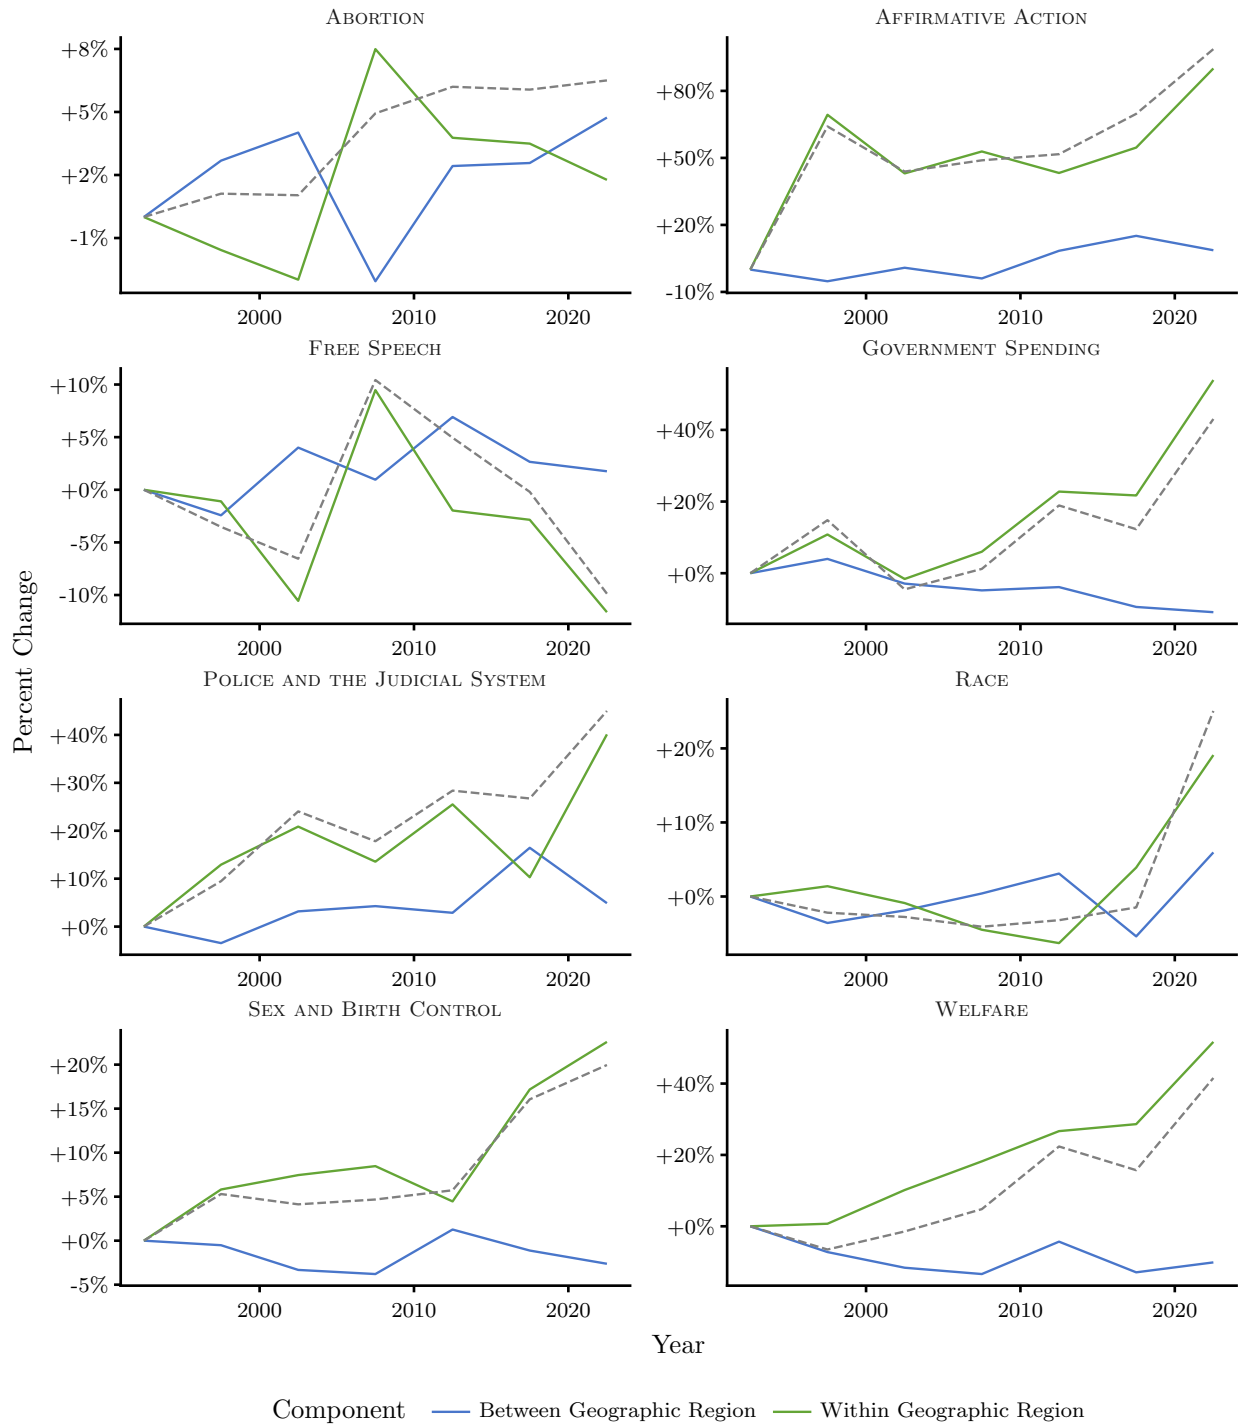 Abortion
+8%
+5%
+2%
-1%
2000 2010 2020
Affirmative Action
+80%
+50%
+20%
-10%
2000 2010 2020
Free Speech
+10%
+5%
+0%
-5%
-10%
2000 2010 2020
Government Spending
+40%
+20%
+0%
2000 2010 2020
Percent Change
Police and the Judicial System
+40%
+30%
+20%
+10%
+0%
2000 2010 2020
Race
+20%
+10%
+0%
2000 2010 2020
Sex and Birth Control
+20%
+15%
+10%
+5%
+0%
-5%
2000 2010 2020
Welfare
+40%
+20%
+0%
2000 2010 2020
Year
Component Between Geographic Region Within Geographic Region